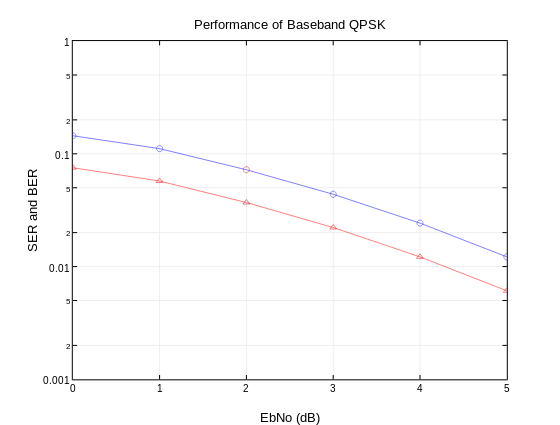 Performance of Baseband QPSK
1
5
2
0.1
5
2
0.01
5
2
0.001
SER and BER
0 1 2 3 4 5
EbNo (dB)